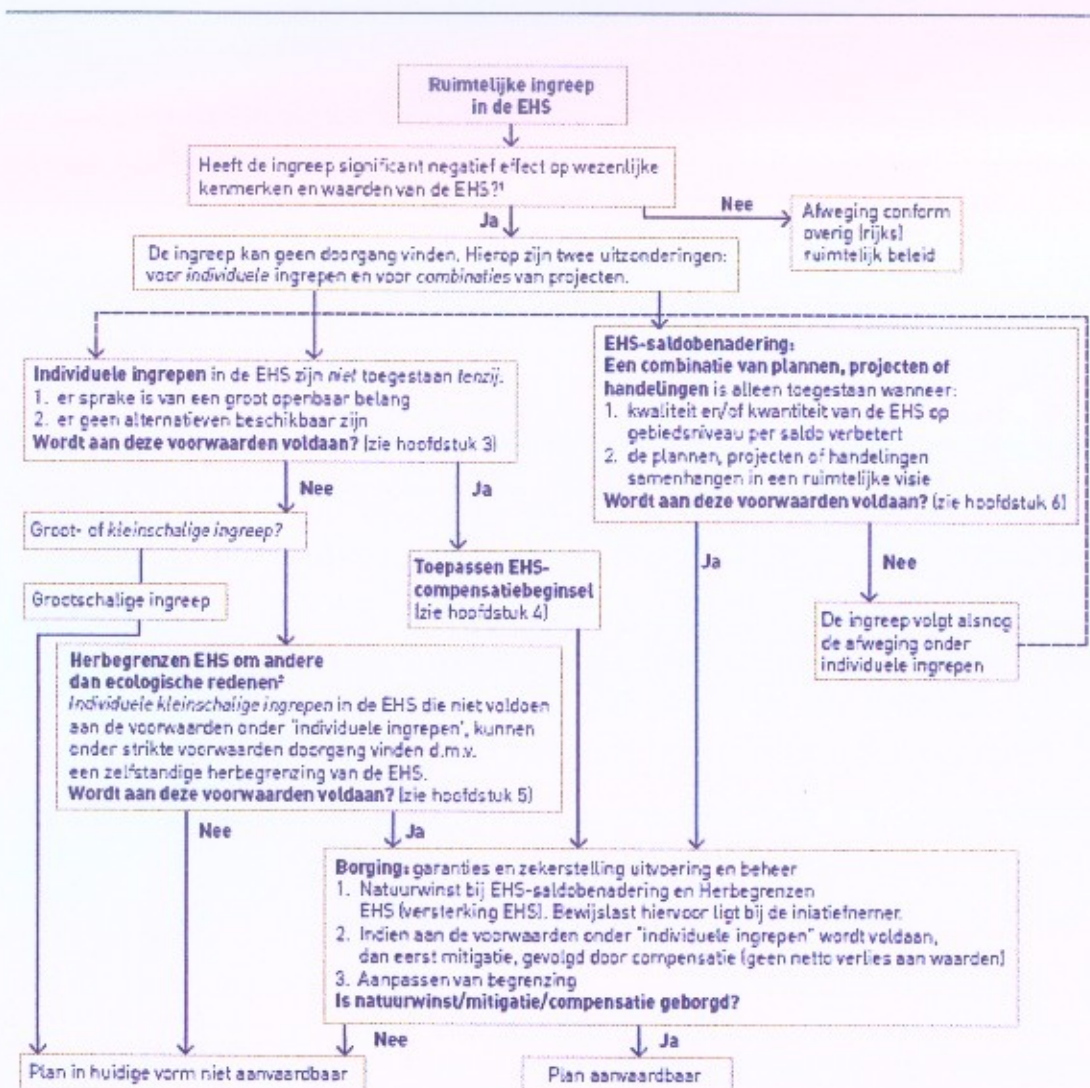 Ruimtelijke ingreep
in de EHS
Heeft de ingreep significant negatief effect op wezenlijke
kenmerken en waarden van de EHS?¹
Nee
Ja
Afweging conform
overig (rijks)
ruimtelijk beleid
De ingreep kan geen doorgang vinden. Hierop zijn twee uitzonderingen:
voor individuele ingrepen en voor combinaties van projecten.
Individuele ingrepen in de EHS zijn niet toegestaan tenzij:
1. er sprake is van een groot openbaar belang
2. er geen alternatieven beschikbaar zijn
Wordt aan deze voorwaarden voldaan? (zie hoofdstuk 3)
EHS-saldobenadering:
Een combinatie van plannen, projecten of
handelingen is alleen toegestaan wanneer:
1. kwaliteit en/of kwantiteit van de EHS op
gebiedsniveau per saldo verbetert
2. de plannen, projecten of handelingen
samenhangen in een ruimtelijke visie
Wordt aan deze voorwaarden voldaan? (zie hoofdstuk 6)
Nee
Ja
Groot- of kleinschalige ingreep?
Grootschalige ingreep
Toepassen EHS-
compensatiebeginsel
(zie hoofdstuk 4)
Ja
Nee
De ingreep volgt alsnog
de afweging onder
individuele ingrepen
Herbegrenzen EHS om andere
dan ecologische redenen²
Individuele kleinschalige ingrepen in de EHS die niet voldoen
aan de voorwaarden onder 'individuele ingrepen', kunnen
onder strikte voorwaarden doorgang vinden d.m.v.
een zelfstandige herbegrenzing van de EHS.
Wordt aan deze voorwaarden voldaan? (zie hoofdstuk 5)
Nee
Ja
Borging: garanties en zekerstelling uitvoering en beheer
1. Natuurwinst bij EHS-saldobenadering en Herbegrenzen
EHS (versterking EHS). Bewijslast hiervoor ligt bij de iniatiefnemer.
2. Indien aan de voorwaarden onder "individuele ingrepen" wordt voldaan,
dan eerst mitigatie, gevolgd door compensatie (geen netto verlies aan waarden)
3. Aanpassen van begrenzing
Is natuurwinst/mitigatie/compensatie geborgd?
Nee
Ja
Plan in huidige vorm niet aanvaardbaar
Plan aanvaardbaar